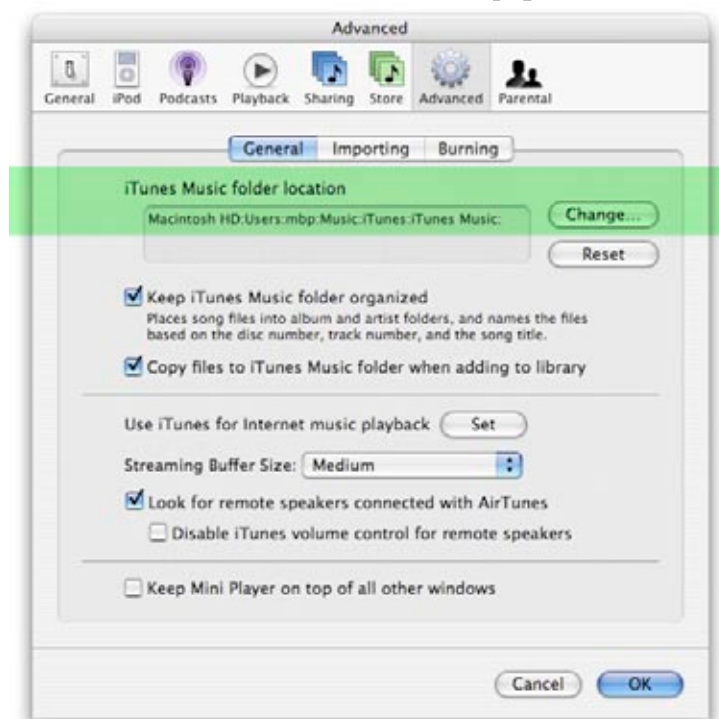 Advanced
General iPod Podcasts Playback Sharing Store Advanced Parental
General Importing Burning
iTunes Music folder location
Macintosh HD:Users:mbp:Music:iTunes:iTunes Music:
Change...
Reset
Keep iTunes Music folder organized
Places song files into album and artist folders, and names the files
based on the disc number, track number, and the song title.
Copy files to iTunes Music folder when adding to library
Use iTunes for Internet music playback Set
Streaming Buffer Size: Medium
Look for remote speakers connected with AirTunes
Disable iTunes volume control for remote speakers
Keep Mini Player on top of all other windows
Cancel OK